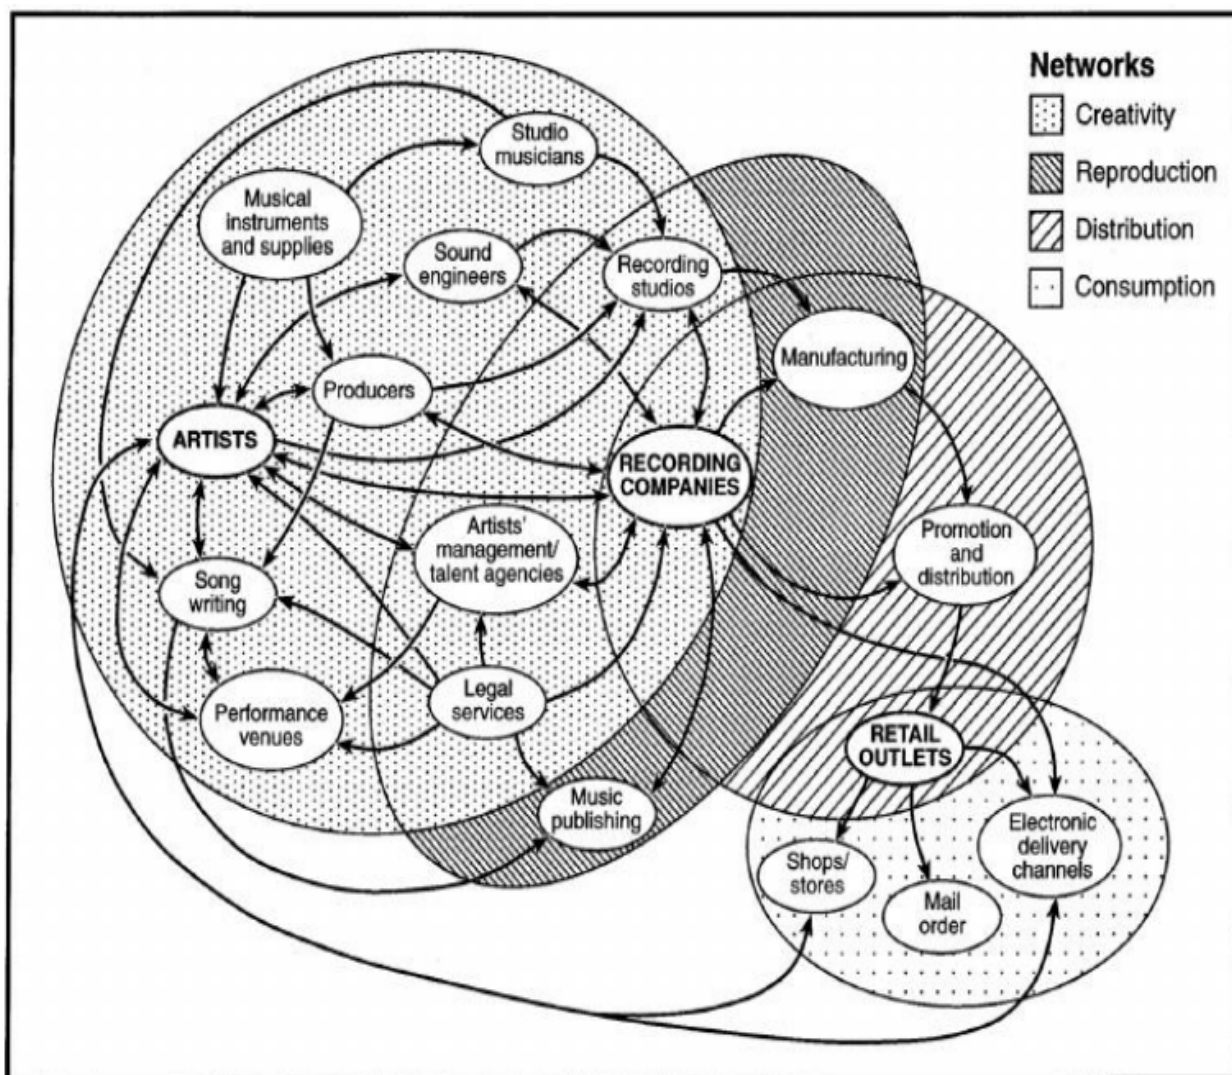 Networks
Creativity
Reproduction
Distribution
Consumption
Studio
musicians
Musical
instruments
and supplies
Sound
engineers
Recording
studios
Manufacturing
Producers
ARTISTS
RECORDING
COMPANIES
Artists'
management/
talent agencies
Promotion
and
distribution
Song
writing
Legal
services
Performance
venues
RETAIL
OUTLETS
Music
publishing
Electronic
delivery
channels
Shops/
stores
Mail
order